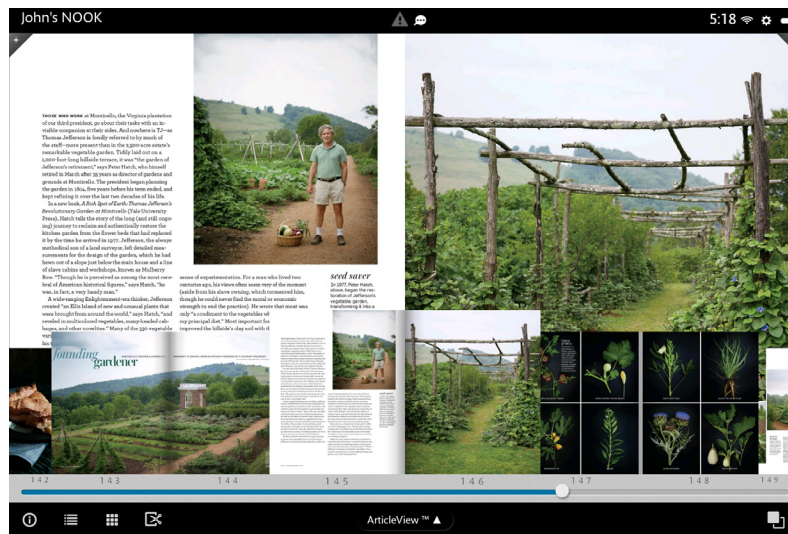 John's NOOK
5:18
THOSE WHO WORK at Monticello, the Virginia plantation
of our third president, go about their tasks with an in-
visible companion at their sides. And nowhere is TJ—as
Thomas Jefferson is fondly referred to by much of
the staff—more present than in the 2,500-acre estate's
remarkable vegetable garden. Tidily laid out on a
1,000-foot-long hillside terrace, it was "the garden of
Jefferson's retirement," says Peter Hatch, who himself
retired in March after 35 years as director of gardens and
grounds at Monticello. The president began planning
the garden in 1812, five years before his term ended, and
kept refining it over the last two decades of his life.
In a new book, A Rich Spot of Earth: Thomas Jefferson's
Revolutionary Garden at Monticello (Yale University
Press), Hatch tells the story of the long (and still ongo-
ing) journey to reclaim and authentically restore the
kitchen garden from the flower beds that had replaced
it by the time he arrived in 1977. Jefferson, the always
methodical son of a land surveyor, left detailed mea-
surements for the design of the garden, which he had
hewn out of a slope just below the main house and a line
of slave cabins and workshops, known as Mulberry
Row. "Though he is perceived as among the most cere-
bral of American historical figures," says Hatch, "he
was, in fact, a very handy man."
A wide-ranging Enlightenment-era thinker, Jefferson
created "an Ellis Island of new and unusual plants that
were brought from around the world," says Hatch, "and
reveled in multicolored vegetables, many-headed cab-
bages, and other novelties." Many of the 330 vegetable
sense of experimentation. For a man who lived two
centuries ago, his views often seem very of the moment
(aside from his slave owning, which tormented him,
though he could never find the moral or economic
strength to end the practice). He wrote that meat was
only "a condiment to the vegetables wh
my principal diet." Most important for
improved the hillside's clay soil with th
seed saver
In 1977, Peter Hatch,
above, began the res-
toration of Jefferson's
vegetable garden,
transforming it into a
founding
gardener
142 143 144 145 146 147 148 149
ArticleView ™ ▲